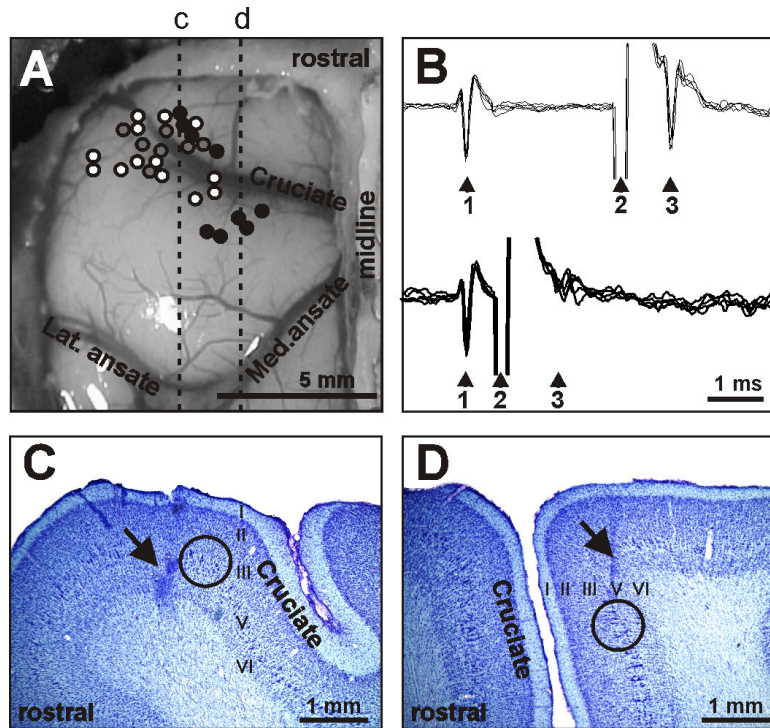 c d
A
rostral
Cruciate
midline
Lat. ansate
Med.ansate
5 mm
B
1 2 3
1 2 3
1 ms
C
I
II
III
V
VI
Cruciate
rostral
1 mm
D
I II III V VI
Cruciate
rostral
1 mm